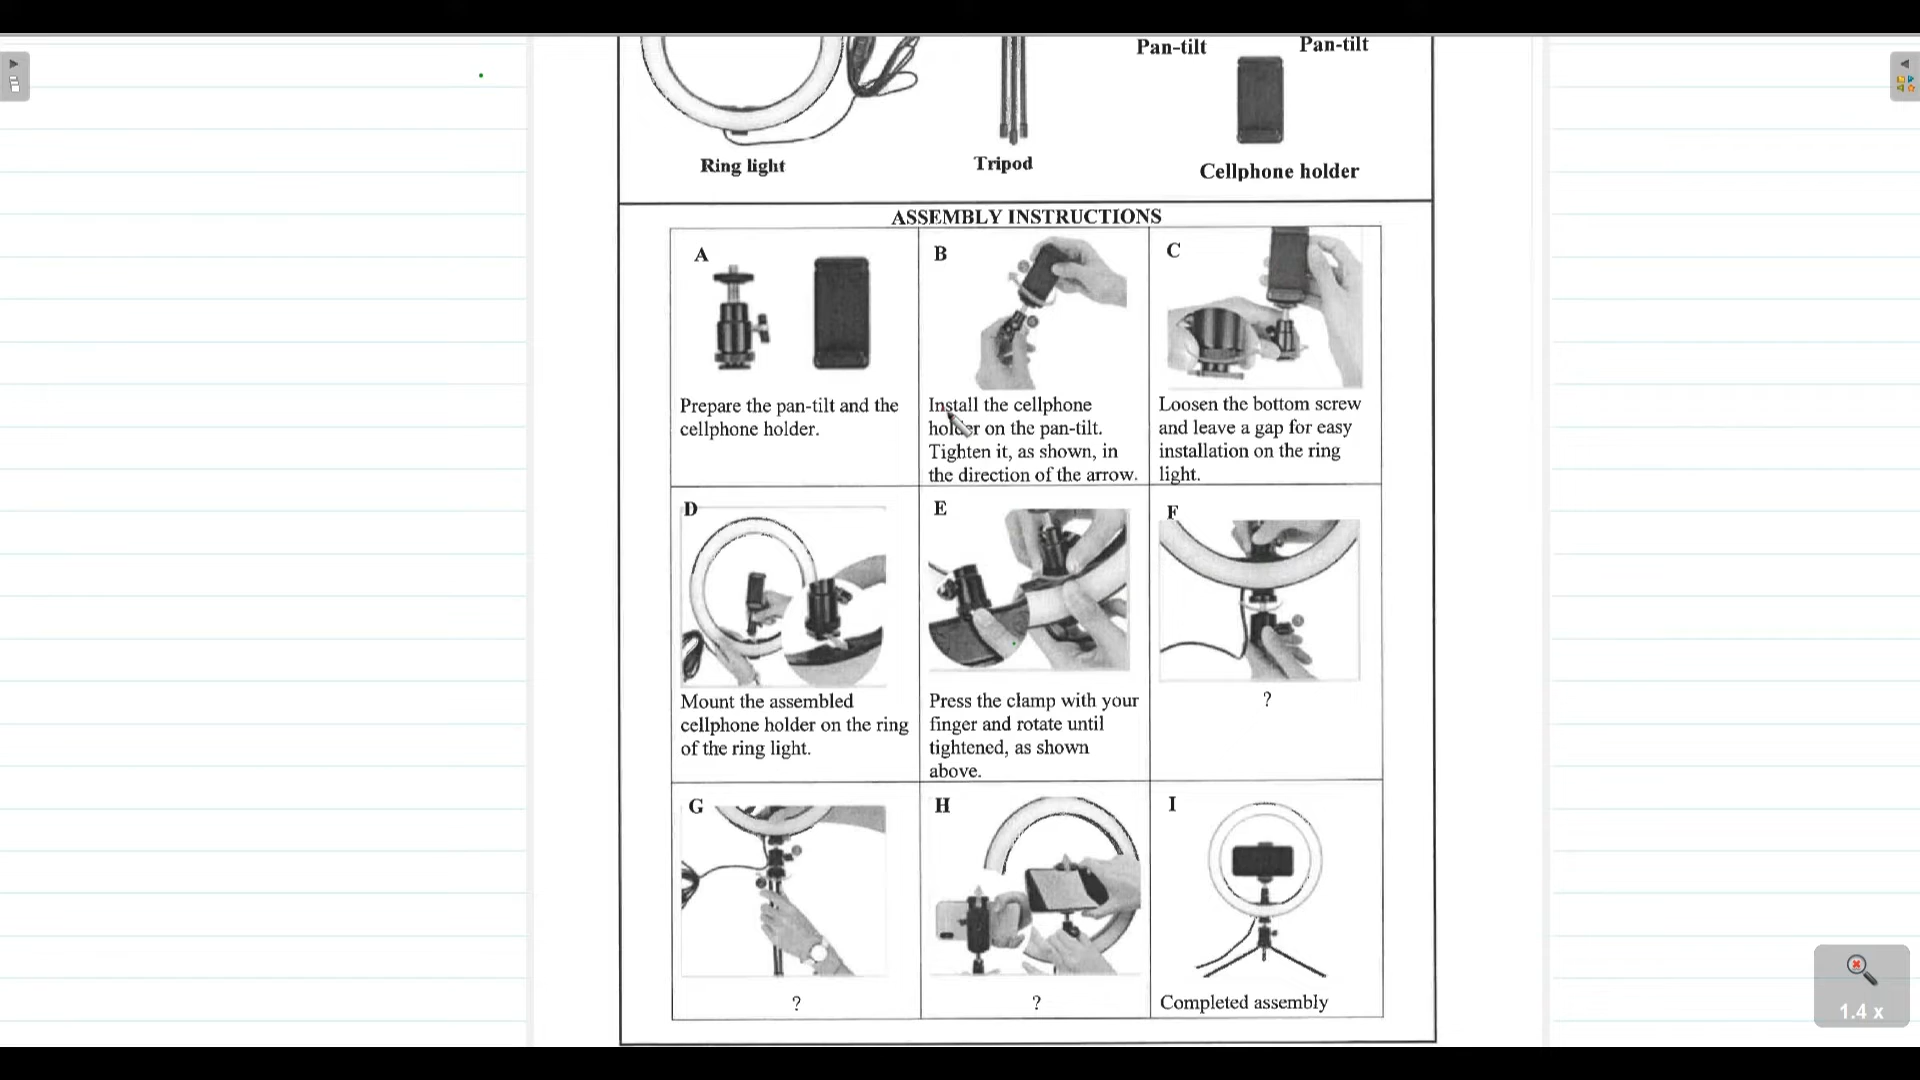 Pan-tilt
Pan-tilt
Ring light
Tripod
Cellphone holder
ASSEMBLY INSTRUCTIONS
A
Prepare the pan-tilt and the
cellphone holder.
B
Install the cellphone
holder on the pan-tilt.
Tighten it, as shown, in
the direction of the arrow.
C
Loosen the bottom screw
and leave a gap for easy
installation on the ring
light.
D
Mount the assembled
cellphone holder on the ring
of the ring light.
E
Press the clamp with your
finger and rotate until
tightened, as shown
above.
F
?
G
?
H
?
I
Completed assembly
1.4 x